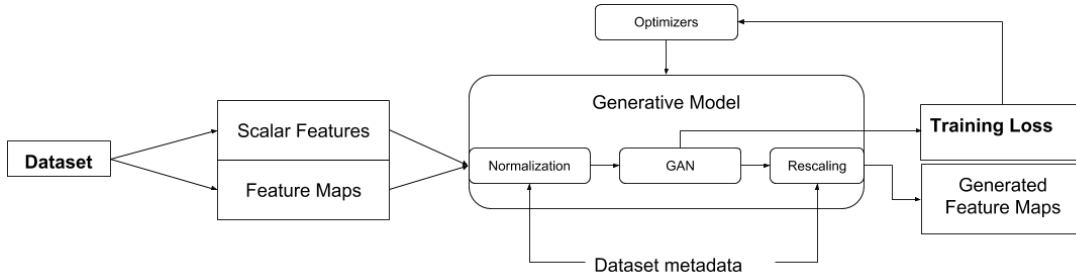 Optimizers
Generative Model
Scalar Features
Training Loss
Dataset
Normalization
GAN
Rescaling
Feature Maps
Generated
Feature Maps
Dataset metadata